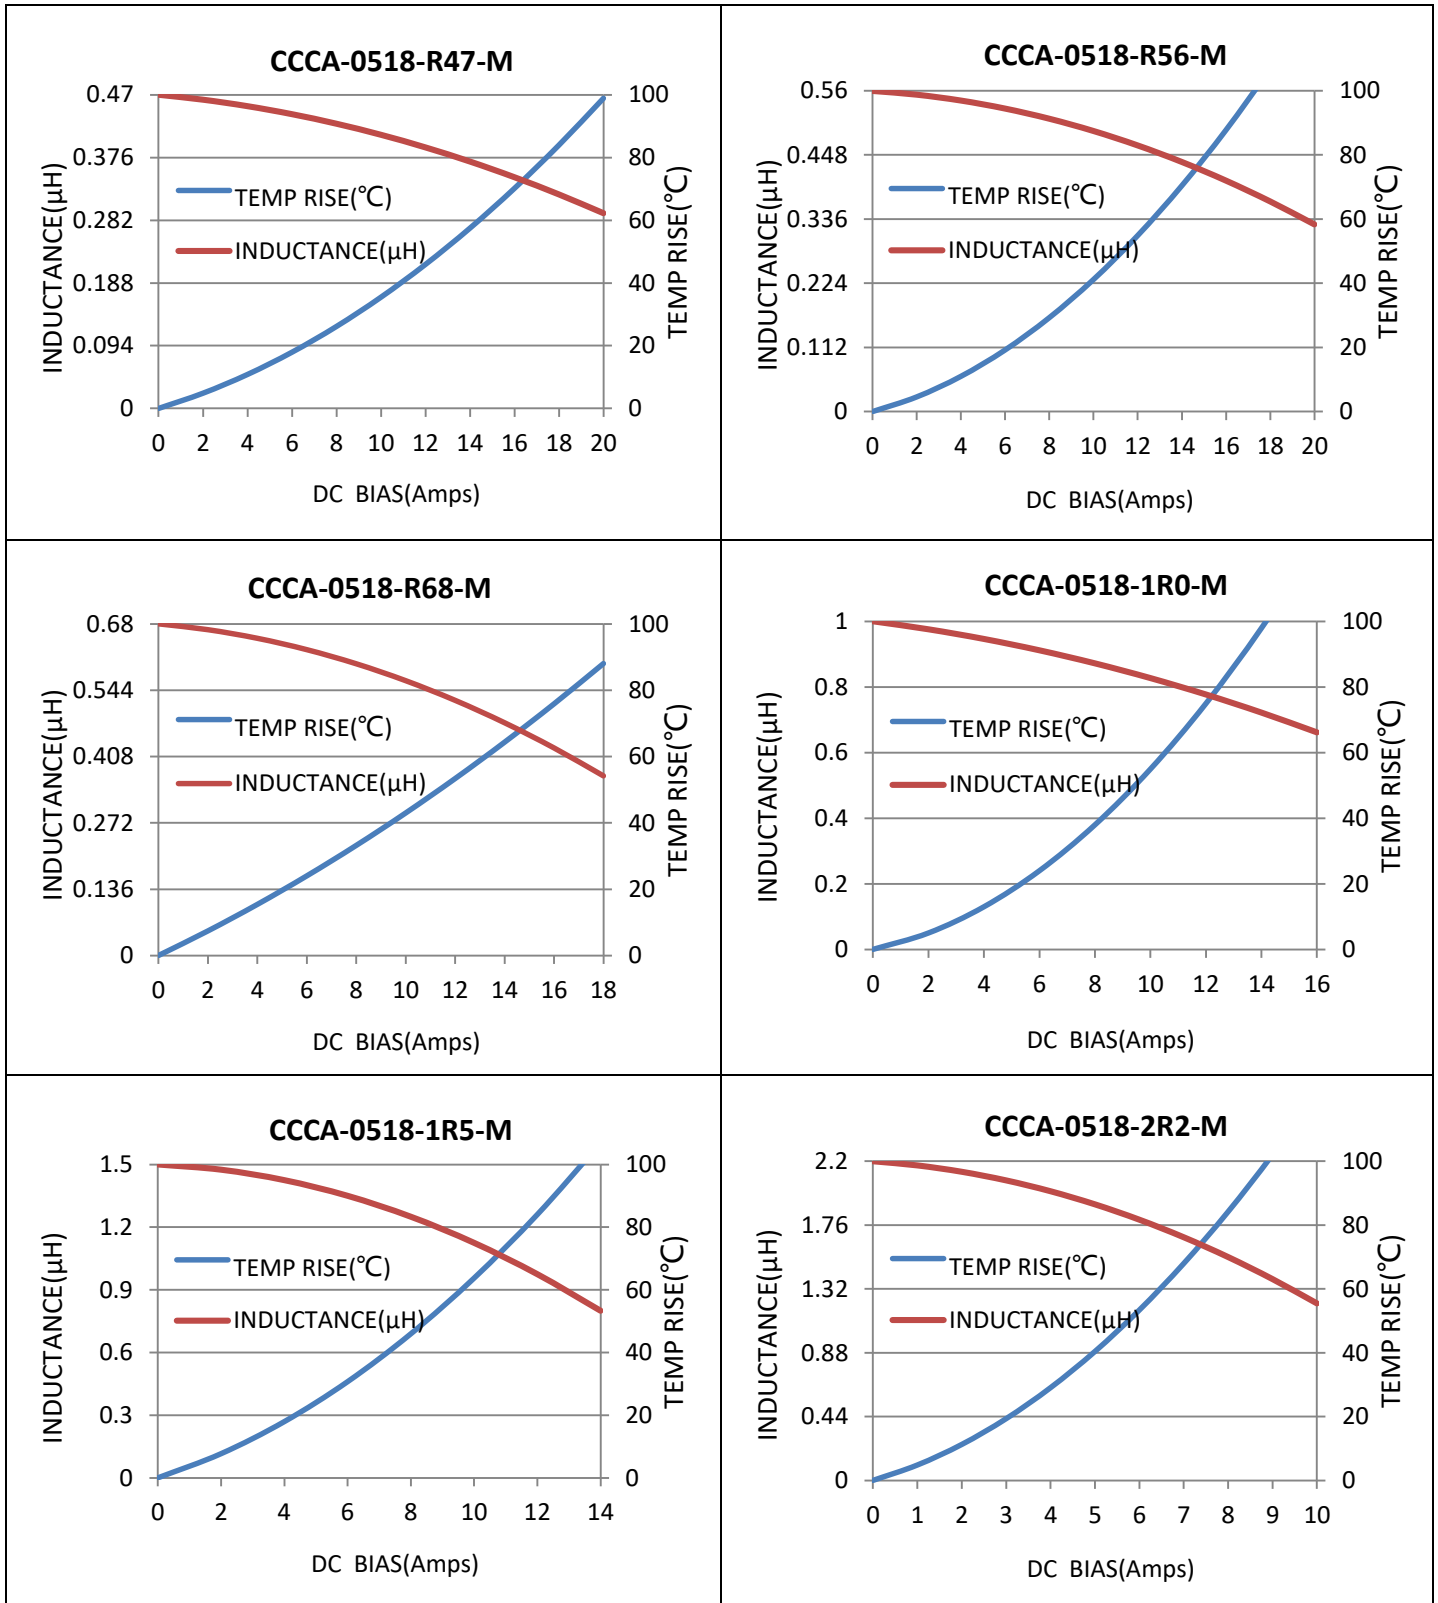 CCCA-0518-R47-M
0.47
0.376
0.282
0.188
0.094
0
100
80
60
40
20
0
0 2 4 6 8 10 12 14 16 18 20
INDUCTANCE(µH)
TEMP RISE(℃)
TEMP RISE(℃)
INDUCTANCE(µH)
DC BIAS(Amps)
CCCA-0518-R56-M
0.56
0.448
0.336
0.224
0.112
0
100
80
60
40
20
0
0 2 4 6 8 10 12 14 16 18 20
INDUCTANCE(µH)
TEMP RISE(℃)
TEMP RISE(℃)
INDUCTANCE(µH)
DC BIAS(Amps)
CCCA-0518-R68-M
0.68
0.544
0.408
0.272
0.136
0
100
80
60
40
20
0
0 2 4 6 8 10 12 14 16 18
INDUCTANCE(µH)
TEMP RISE(℃)
TEMP RISE(℃)
INDUCTANCE(µH)
DC BIAS(Amps)
CCCA-0518-1R0-M
1
0.8
0.6
0.4
0.2
0
100
80
60
40
20
0
0 2 4 6 8 10 12 14 16
INDUCTANCE(µH)
TEMP RISE(℃)
TEMP RISE(℃)
INDUCTANCE(µH)
DC BIAS(Amps)
CCCA-0518-1R5-M
1.5
1.2
0.9
0.6
0.3
0
100
80
60
40
20
0
0 2 4 6 8 10 12 14
INDUCTANCE(µH)
TEMP RISE(℃)
TEMP RISE(℃)
INDUCTANCE(µH)
DC BIAS(Amps)
CCCA-0518-2R2-M
2.2
1.76
1.32
0.88
0.44
0
100
80
60
40
20
0
0 1 2 3 4 5 6 7 8 9 10
INDUCTANCE(µH)
TEMP RISE(℃)
TEMP RISE(℃)
INDUCTANCE(µH)
DC BIAS(Amps)